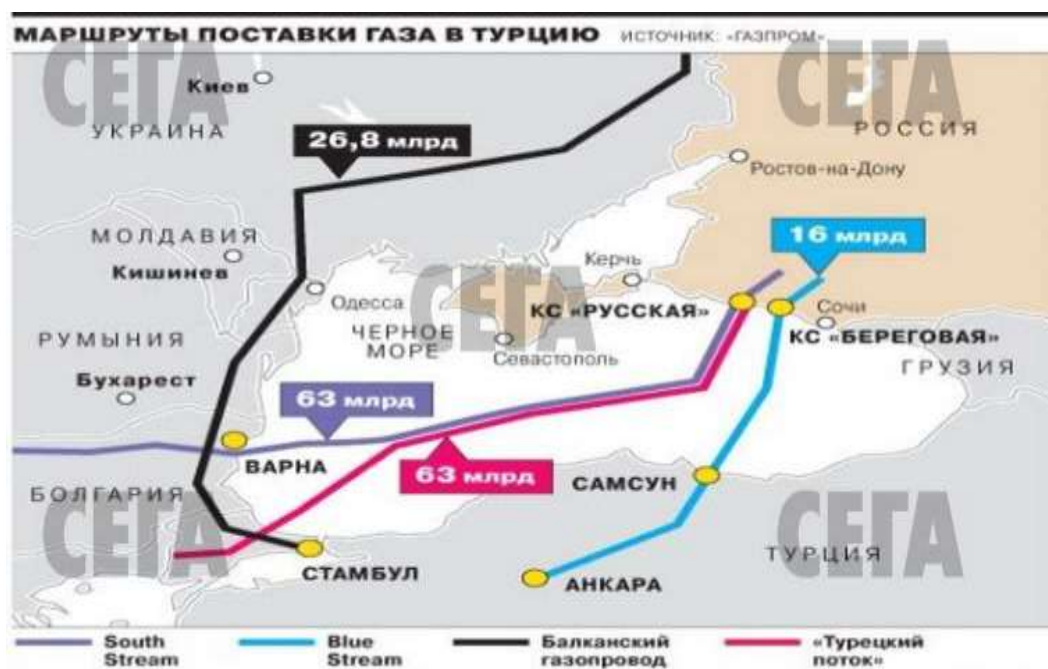 МАРШРУТЫ ПОСТАВКИ ГАЗА В ТУРЦИЮ ИСТОЧНИК: «ГАЗПРОМ»
СЕГА
СЕГА
Киев
УКРАИНА
РОССИЯ
26,8 млрд
Ростов-на-Дону
МОЛДАВИЯ
Кишинев
16 млрд
Керчь
СЕГА
Одесса
КС «РУССКАЯ»
Сочи
ЧЕРНОЕ
МОРЕ
Севастополь
КС «БЕРЕГОВАЯ»
РУМЫНИЯ
ГРУЗИЯ
Бухарест
63 млрд
ВАРНА
63 млрд
САМСУН
БОЛГАРИЯ
СЕГА
СЕГА
ТУРЦИЯ
СТАМБУЛ
АНКАРА
South
Stream
Blue
Stream
Балканский
газопровод
«Турецкий
поток»